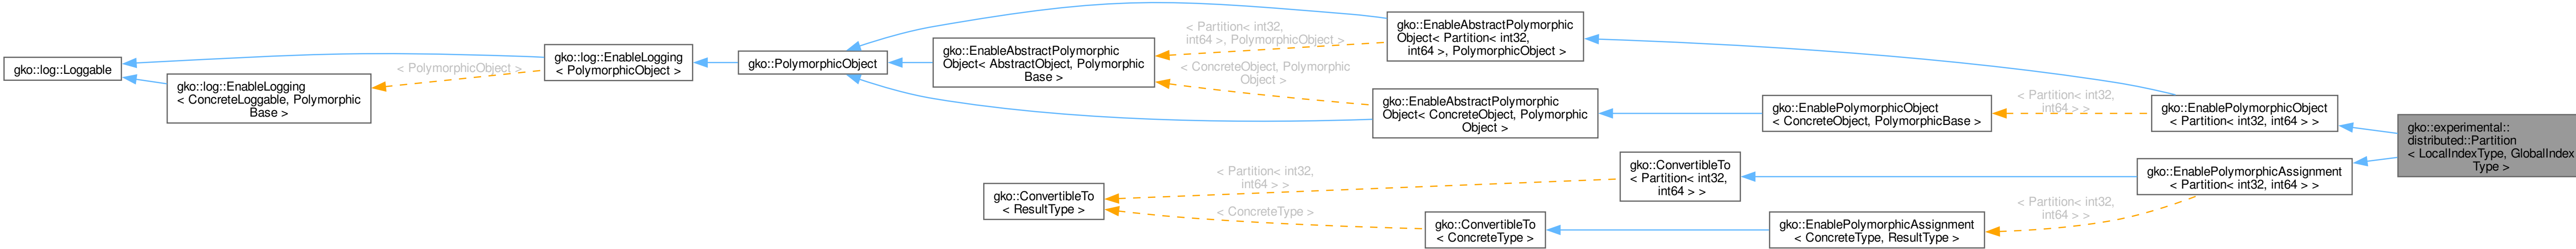 gko::log::Loggable
gko::log::EnableLogging
< ConcreteLoggable, Polymorphic
Base >
< PolymorphicObject >
gko::log::EnableLogging
< PolymorphicObject >
gko::PolymorphicObject
gko::EnableAbstractPolymorphic
Object< AbstractObject, Polymorphic
Base >
< Partition< int32,
int64 >, PolymorphicObject >
< ConcreteObject, Polymorphic
Object >
gko::EnableAbstractPolymorphic
Object< Partition< int32,
int64 >, PolymorphicObject >
gko::EnableAbstractPolymorphic
Object< ConcreteObject, Polymorphic
Object >
gko::EnablePolymorphicObject
< ConcreteObject, PolymorphicBase >
< Partition< int32,
int64 > >
gko::EnablePolymorphicObject
< Partition< int32, int64 > >
gko::experimental::
distributed::Partition
< LocalIndexType, GlobalIndex
Type >
gko::ConvertibleTo
< ResultType >
< Partition< int32,
int64 > >
< ConcreteType >
gko::ConvertibleTo
< Partition< int32,
int64 > >
gko::ConvertibleTo
< ConcreteType >
gko::EnablePolymorphicAssignment
< ConcreteType, ResultType >
< Partition< int32,
int64 > >
gko::EnablePolymorphicAssignment
< Partition< int32, int64 > >